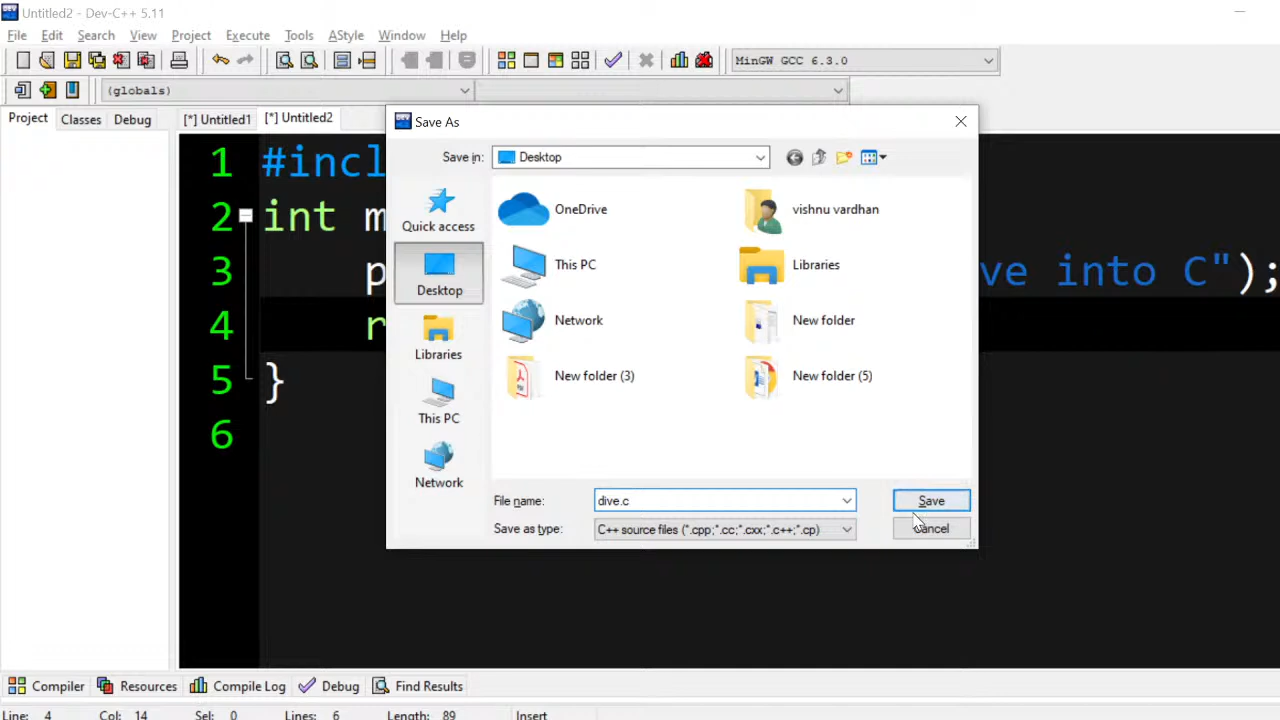 Untitled2 - Dev-C++ 5.11
File Edit Search View Project Execute Tools AStyle Window Help
MinGW GCC 6.3.0
(globals)
Project Classes Debug [*] Untitled1 [*] Untitled2
Save As
Save in: Desktop
Quick access
Desktop
Libraries
This PC
Network
OneDrive
vishnu vardhan
This PC
Libraries
Network
New folder
New folder (3)
New folder (5)
File name: dive.c Save
Save as type: C++ source files (*.cpp;*.cc;*.cxx;*.c++;*.cp) Cancel
1 #incl
2 int m
3 p ve into C");
4 r
5 }
6
Compiler Resources Compile Log Debug Find Results
Line: 4 Col: 14 Sel: 0 Lines: 6 Length: 89 Insert